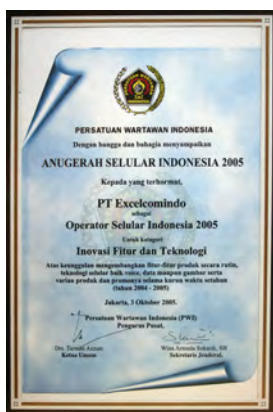 PERSATUAN WARTAWAN INDONESIA
Dengan bangga dan bahagia menyampaikan
ANUGERAH SELULAR INDONESIA 2005
Kepada yang terhormat,
PT Excelcomindo
sebagai
Operator Selular Indonesia 2005
Untuk kategori
Inovasi Fitur dan Teknologi
Atas keunggulan mengembangkan fitur-fitur produk secara rutin,
teknologi selular baik voice, data maupun gambar serta
varian produk dan promonya selama kurun waktu setahun
(tahun 2004 - 2005)
Jakarta, 3 Oktober 2005.
Persatuan Wartawan Indonesia (PWI)
Pengurus Pusat,
Ketua Umum
Sekretaris Jenderal.